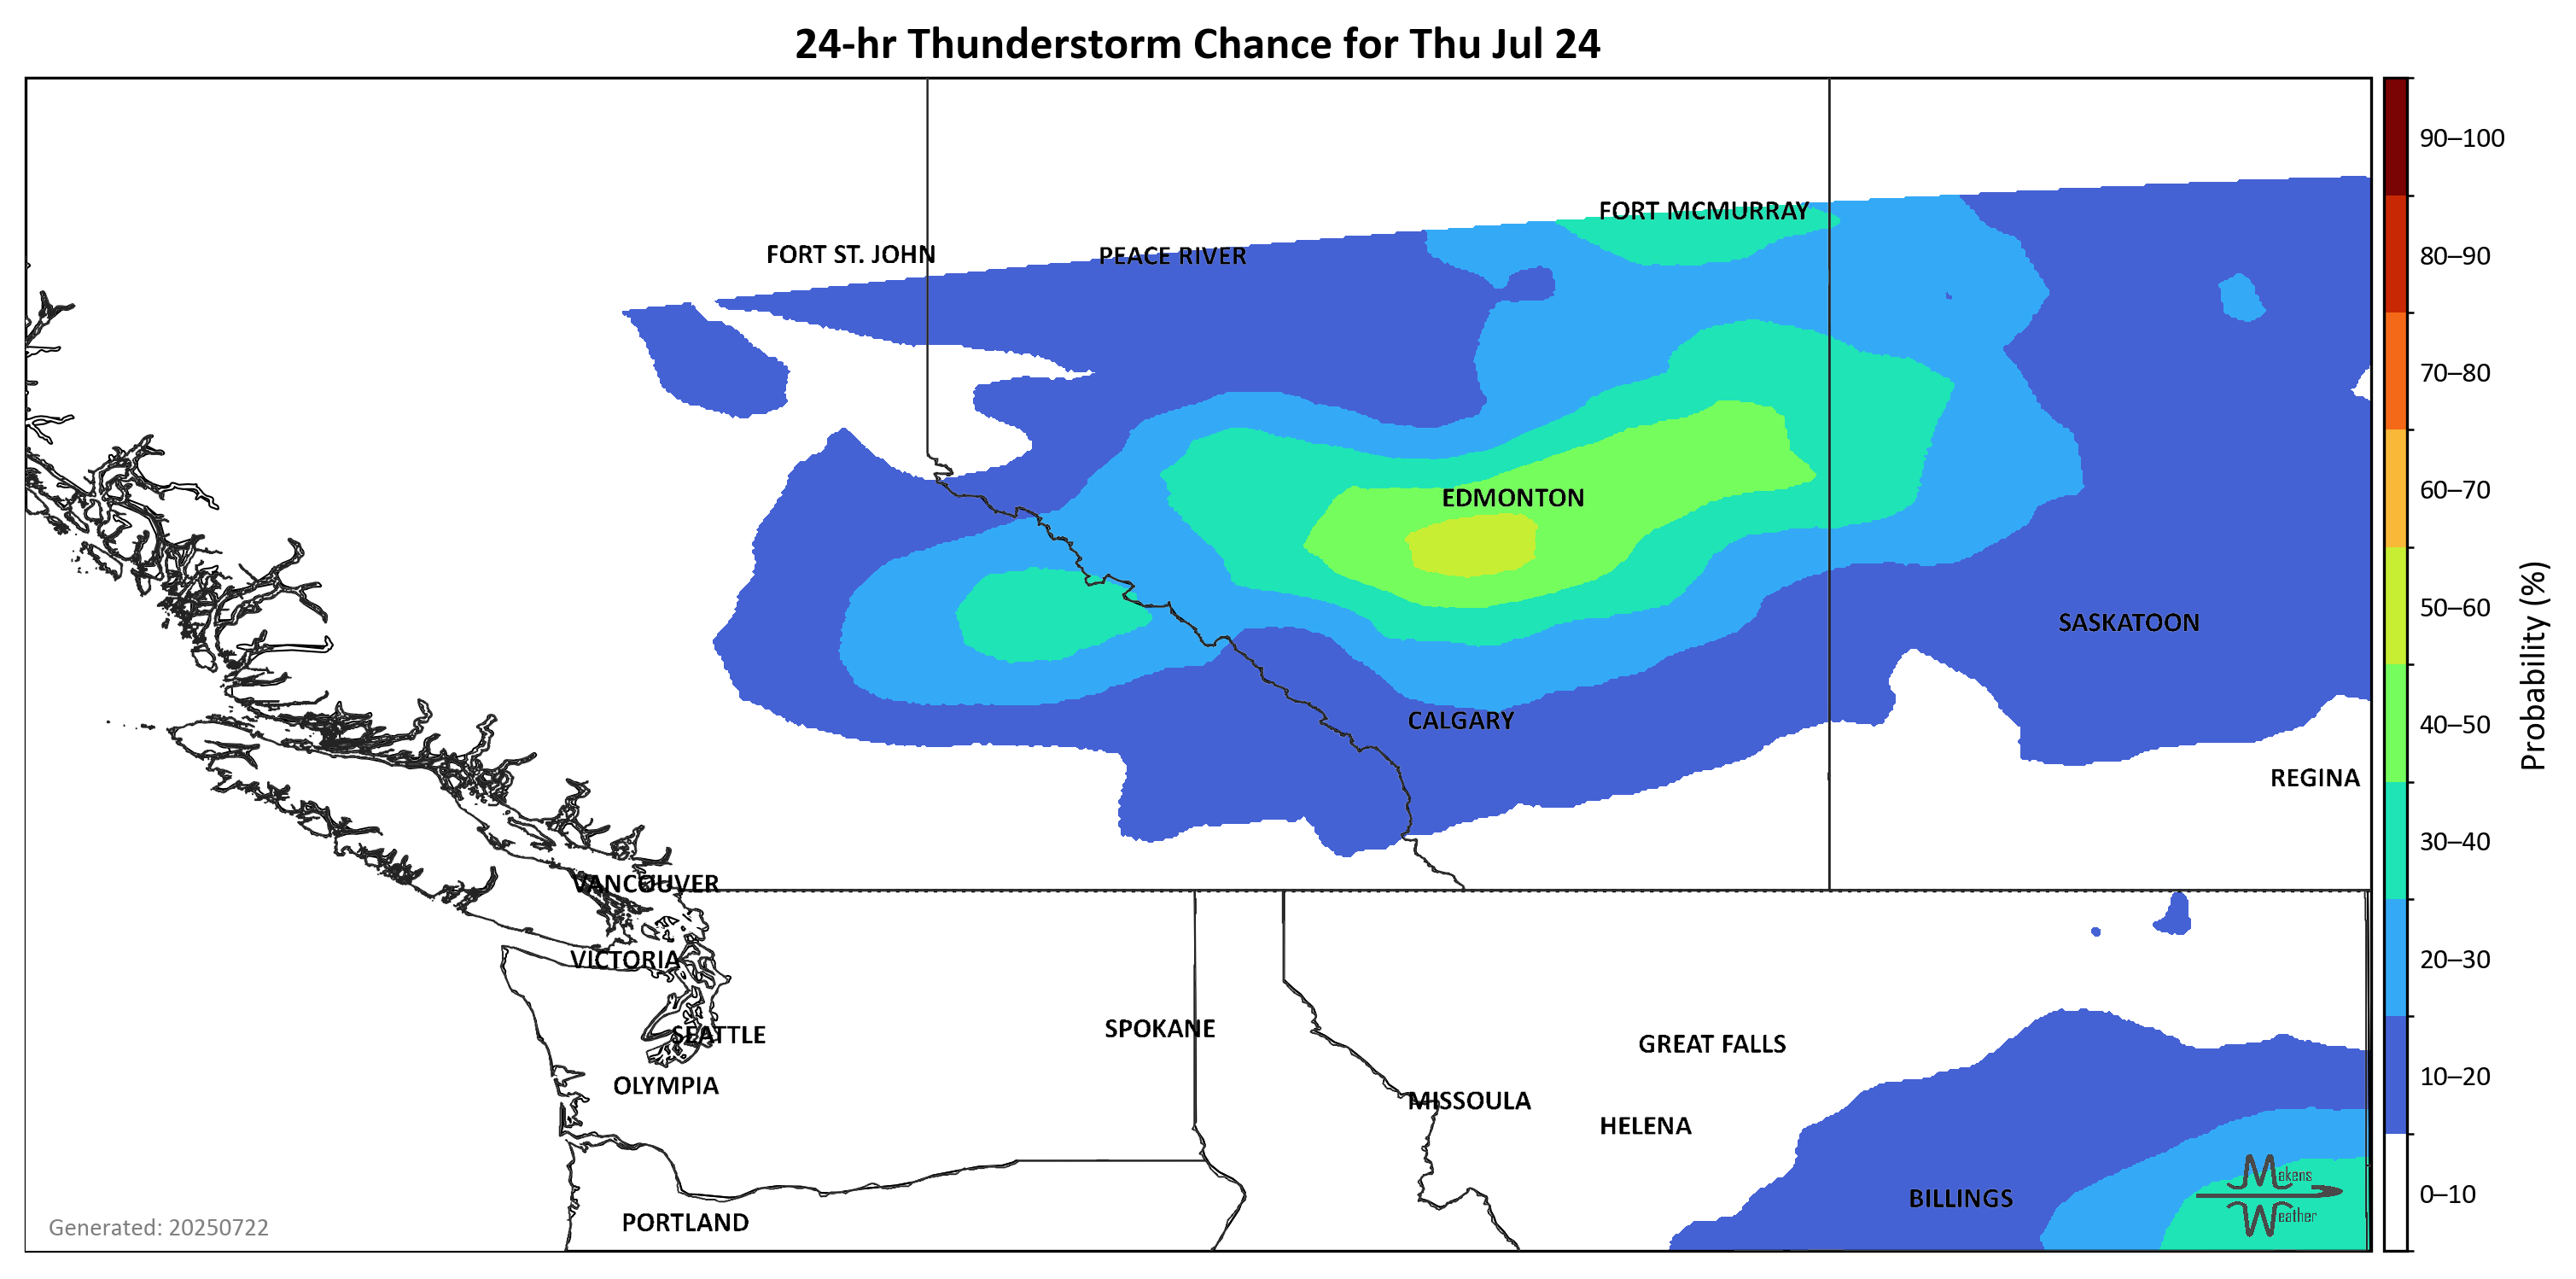 24-hr Thunderstorm Chance for Thu Jul 24
90–100
FORT MCMURRAY
FORT ST. JOHN
PEACE RIVER
80–90
70–80
60–70
EDMONTON
50–60
SASKATOON
Probability (%)
CALGARY
40–50
REGINA
30–40
VANCOUVER
VICTORIA
20–30
SPOKANE
SEATTLE
GREAT FALLS
10–20
OLYMPIA
MISSOULA
HELENA
Makens
Weather
0–10
BILLINGS
PORTLAND
Generated: 20250722